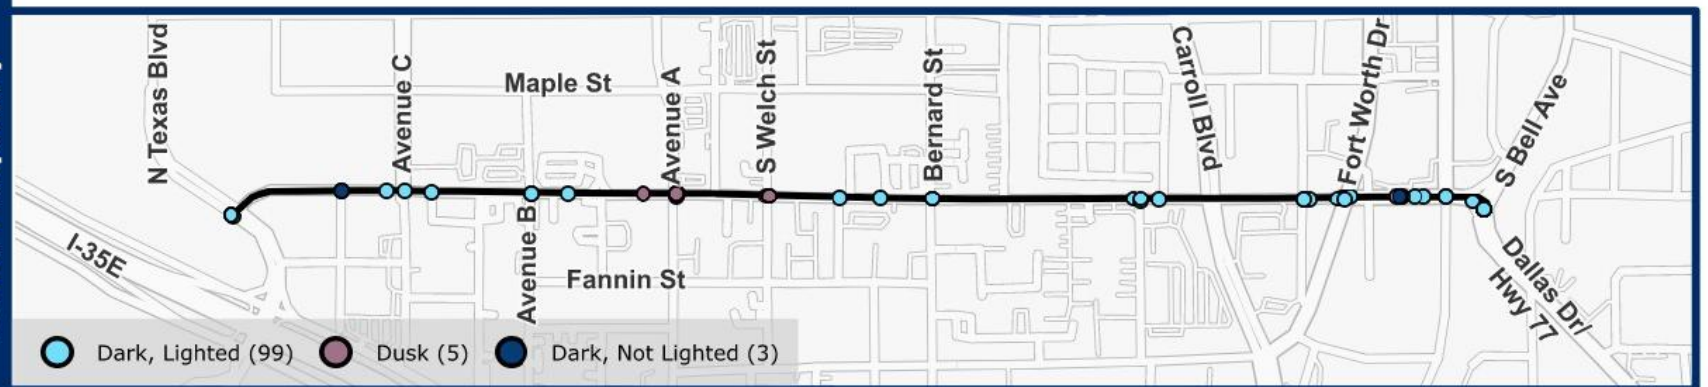 N Texas Blvd
Avenue C
Maple St
Avenue A
S Welch St
Bernard St
Carroll Blvd
Fort Worth Dr
S Bell Ave
I-35E
Avenue B
Fannin St
Dallas Dr/
Hwy 77
Dark, Lighted (99)
Dusk (5)
Dark, Not Lighted (3)